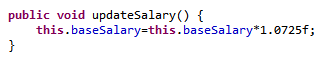 public void updateSalary() {
    this.baseSalary=this.baseSalary*1.0725f;
}